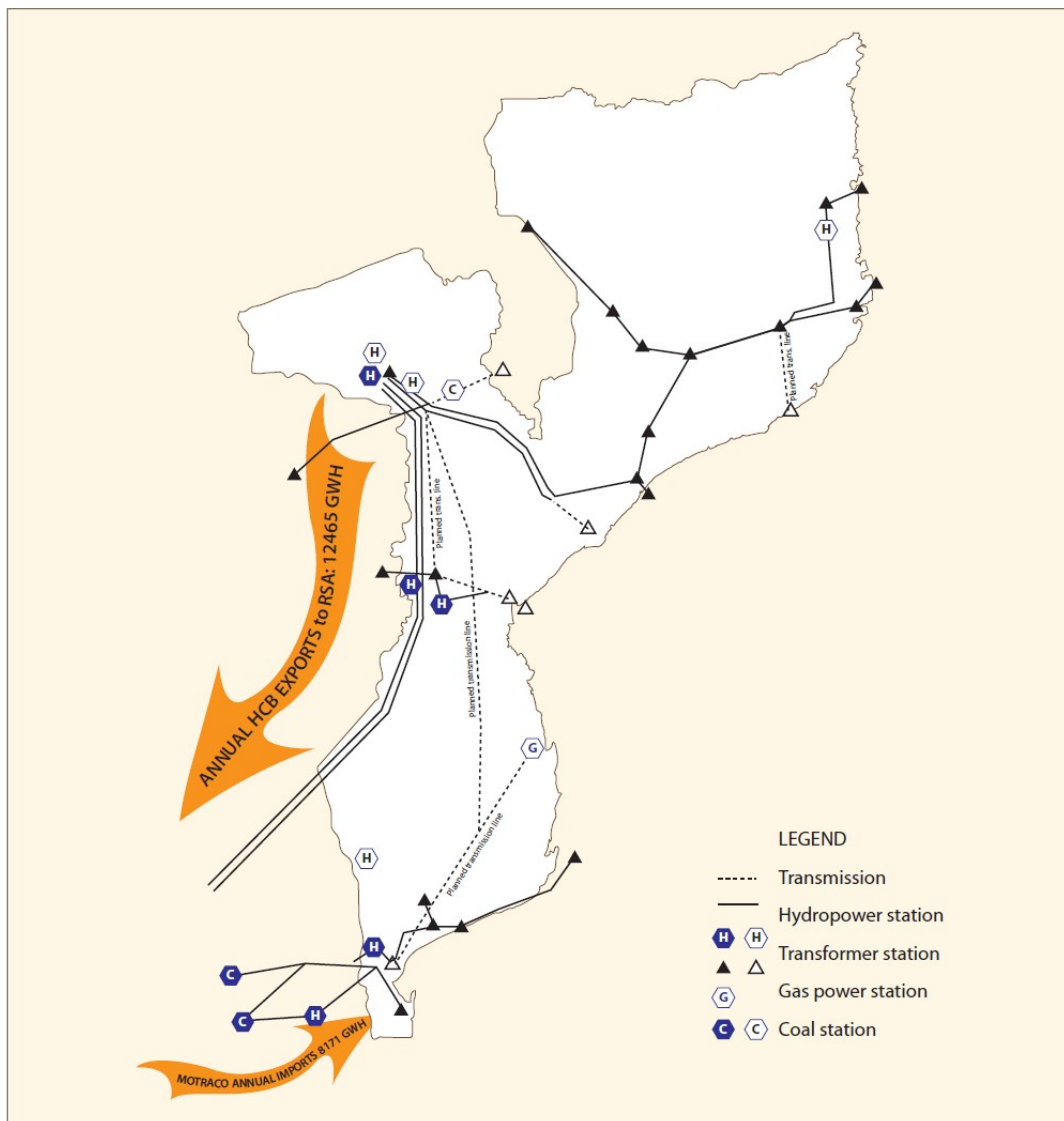 H
H
H
H
C
Planned trans. line
ANNUAL HCB EXPORTS to RSA: 12465 GWH
Planned trans. line
H
H
Planned transmission line
G
Planned transmission line
H
H
C
C
H
MOTRACO ANNUAL IMPORTS 8171 GWH
LEGEND
Transmission
Hydropower station
H H
Transformer station
G
Gas power station
C C
Coal station